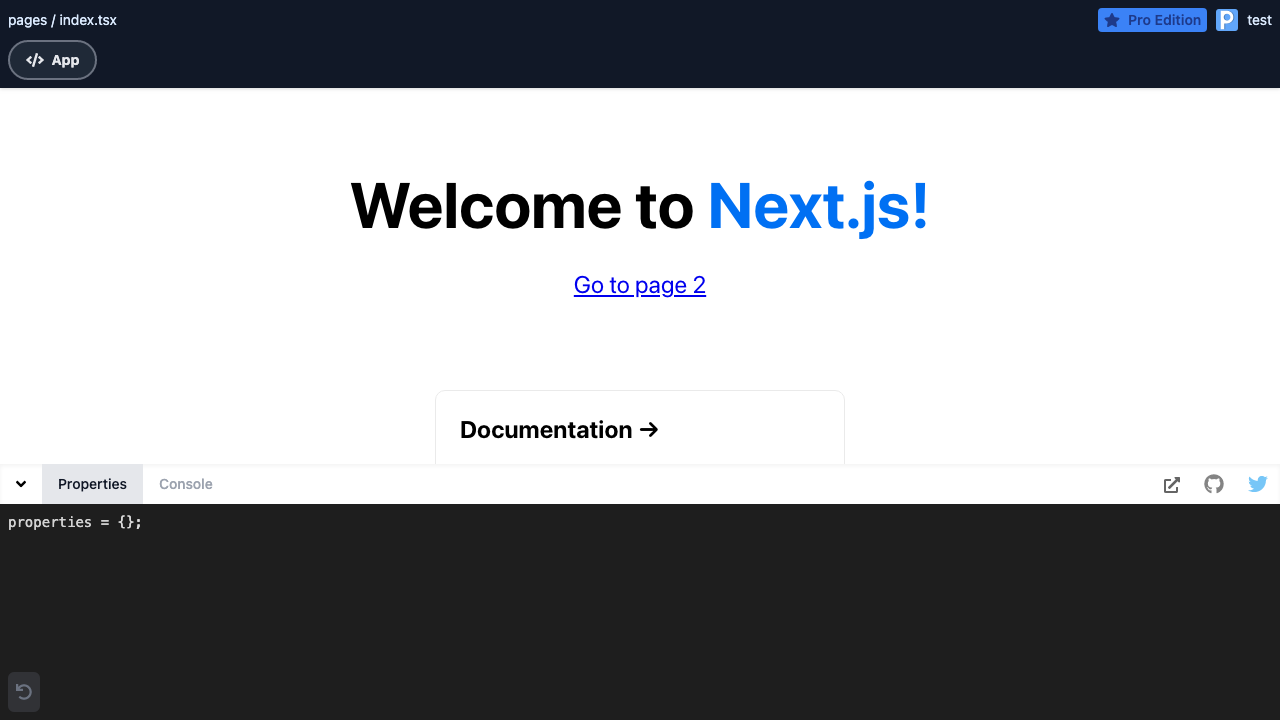 pages / index.tsx
Pro Edition
test
</> App
Welcome to Next.js!
Go to page 2
Documentation →
Properties
Console
properties = {};